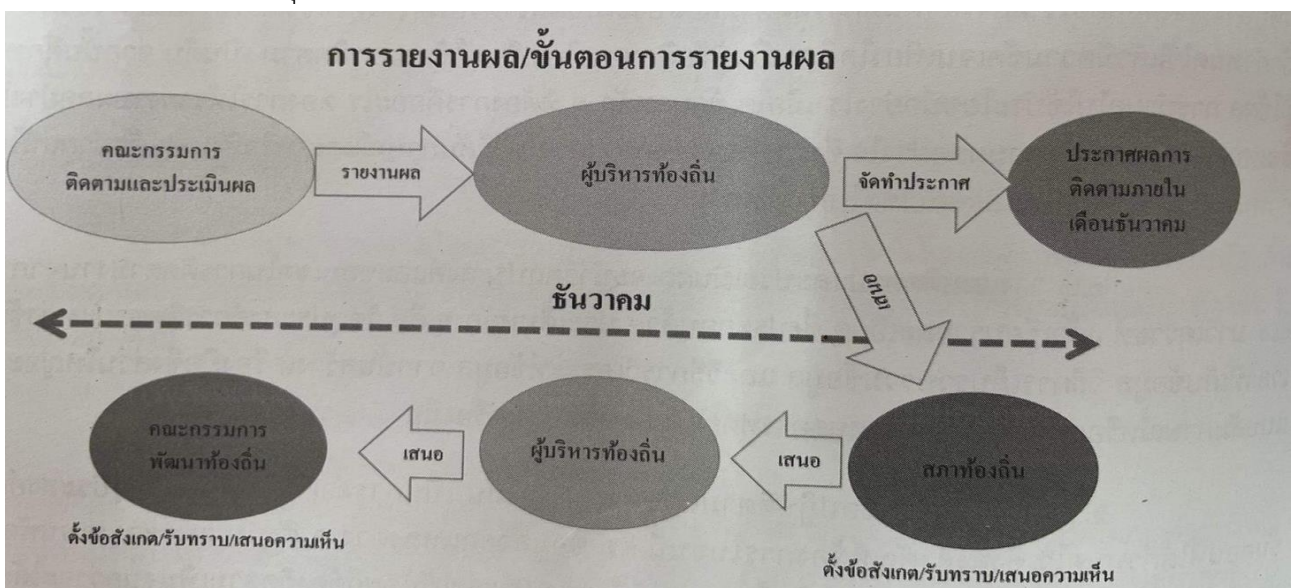 การรายงานผล/ขั้นตอนการรายงานผล
คณะกรรมการ
ติดตามและประเมินผล
รายงานผล
ผู้บริหารท้องถิ่น
จัดทำประกาศ
ประกาศผลการ
ติดตามภายใน
เดือนธันวาคม
เสนอ
ธันวาคม
คณะกรรมการ
พัฒนาท้องถิ่น
เสนอ
ผู้บริหารท้องถิ่น
เสนอ
สภาท้องถิ่น
ตั้งข้อสังเกต/รับทราบ/เสนอความเห็น
ตั้งข้อสังเกต/รับทราบ/เสนอความเห็น